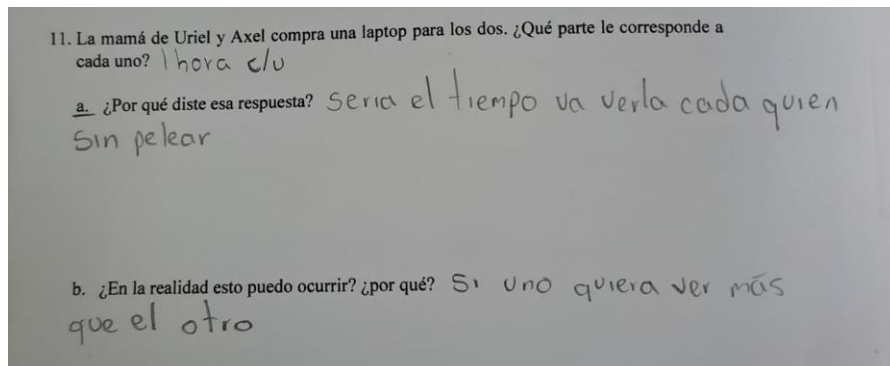 11. La mamá de Uriel y Axel compra una laptop para los dos. ¿Qué parte le corresponde a
cada uno? 1 hora c/u
a. ¿Por qué diste esa respuesta? Seria el tiempo va verla cada quien
Sin pelear
b. ¿En la realidad esto puedo ocurrir? ¿por qué? Si uno quiera ver más
que el otro